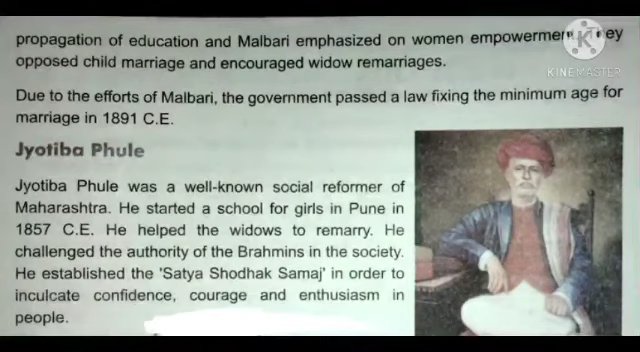 propagation of education and Malbari emphasized on women
opposed child marriage and encouraged widow remarriages.
Due to the efforts of Malbari, the government passed a law fixing the minimum age for
marriage in 1891 C.E.
Jyotiba Phule
Jyotiba Phule was a well-known social reformer of
Maharashtra. He started a school for girls in Pune in
1857 C.E. He helped the widows to remarry. He
challenged the authority of the Brahmins in the society.
He established the 'Satya Shodhak Samaj' in order to
inculcate confidence, courage and enthusiasm in
people.
K
KINEMASTER